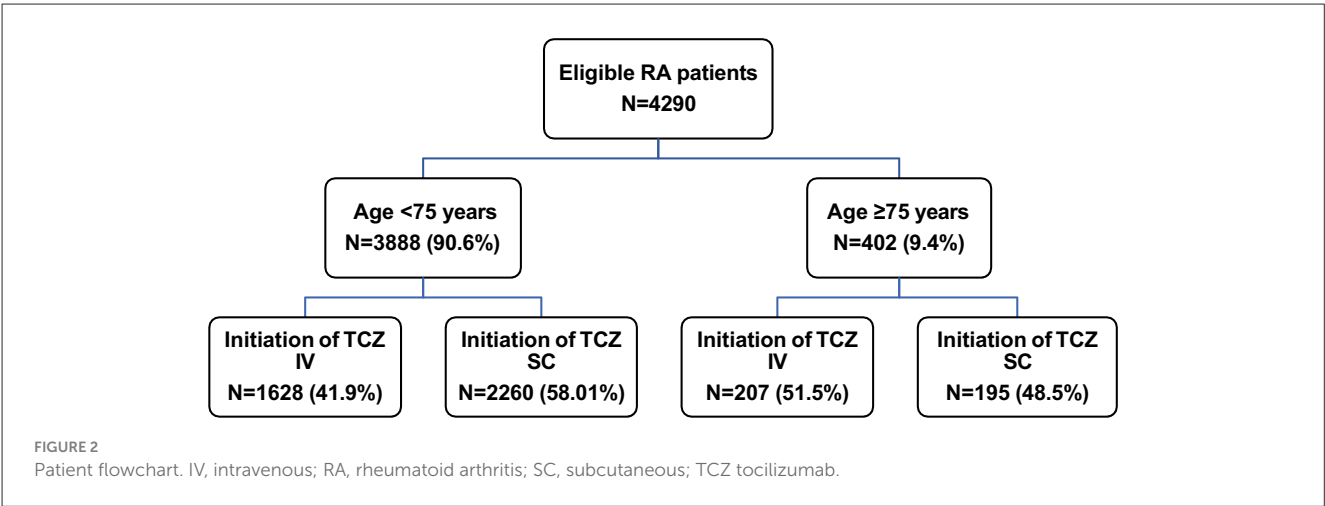 Eligible RA patients
N=4290
Age <75 years
N=3888 (90.6%)
Age ≥75 years
N=402 (9.4%)
Initiation of TCZ
IV
N=1628 (41.9%)
Initiation of TCZ
SC
N=2260 (58.01%)
Initiation of TCZ
IV
N=207 (51.5%)
Initiation of TCZ
SC
N=195 (48.5%)
FIGURE 2
Patient flowchart. IV, intravenous; RA, rheumatoid arthritis; SC, subcutaneous; TCZ tocilizumab.